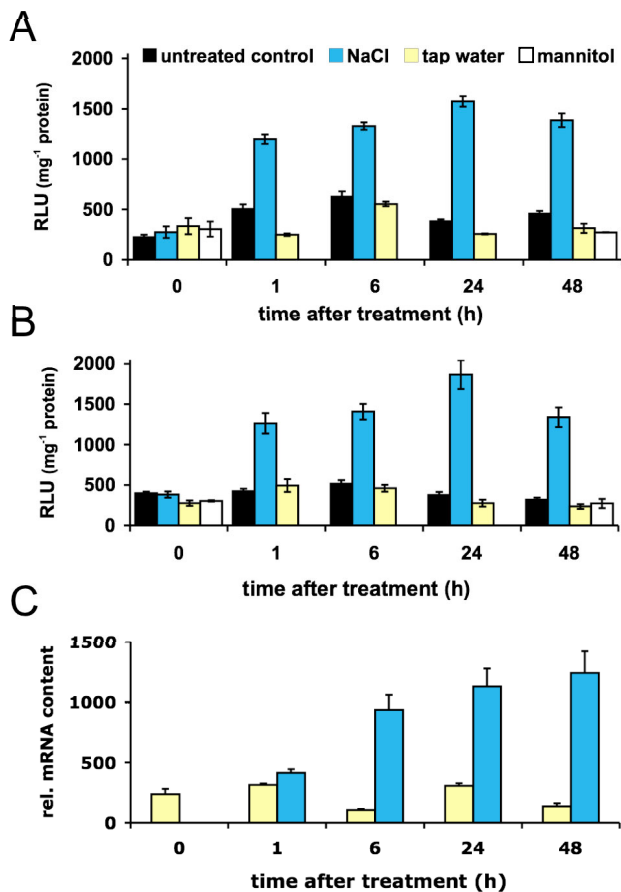 A
untreated control NaCl tap water mannitol
2000
1500
1000
500
0
RLU (mg⁻¹ protein)
0 1 6 24 48
time after treatment (h)
B
2000
1500
1000
500
0
RLU (mg⁻¹ protein)
0 1 6 24 48
time after treatment (h)
C
1500
1000
500
0
rel. mRNA content
0 1 6 24 48
time after treatment (h)